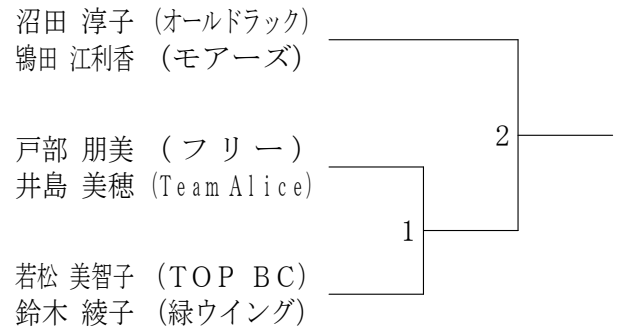 沼田 淳子 (オールドラック)
鴇田 江利香 (モアーズ)
2
戸部 朋美 (フリー)
井島 美穂 (Team Alice)
1
若松 美智子 (TOP BC)
鈴木 綾子 (緑ウイング)